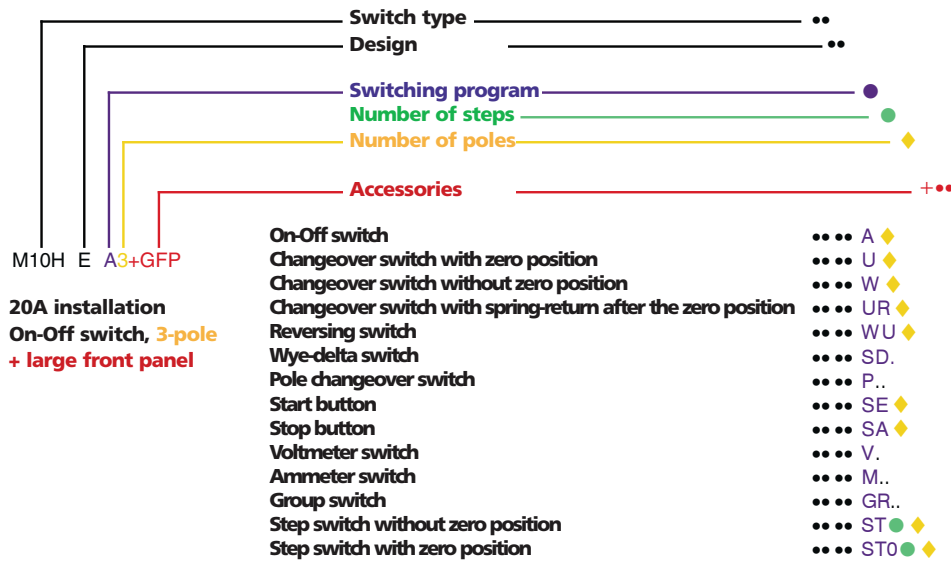 Switch type ••
Design ••
Switching program ●
Number of steps ●
Number of poles ♦
Accessories +••
M10H E A3+GFP
20A installation
On-Off switch, 3-pole
+ large front panel
On-Off switch •• •• A ♦
Changeover switch with zero position •• •• U ♦
Changeover switch without zero position •• •• W ♦
Changeover switch with spring-return after the zero position •• •• UR ♦
Reversing switch •• •• WU ♦
Wye-delta switch •• •• SD.
Pole changeover switch •• •• P..
Start button •• •• SE ♦
Stop button •• •• SA ♦
Voltmeter switch •• •• V.
Ammeter switch •• •• M..
Group switch •• •• GR..
Step switch without zero position •• •• ST● ♦
Step switch with zero position •• •• ST0● ♦